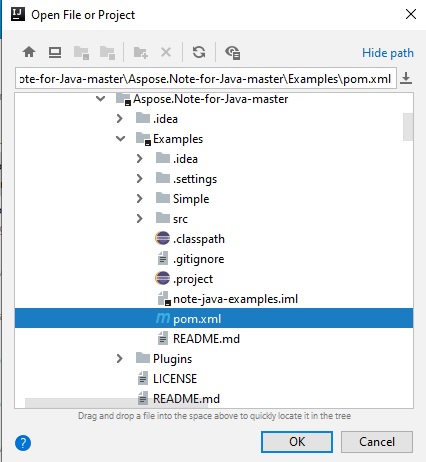 Open File or Project
Hide path
ote-for-Java-master\Aspose.Note-for-Java-master\Examples\pom.xml
Aspose.Note-for-Java-master
.idea
Examples
.idea
.settings
Simple
src
.classpath
.gitignore
.project
note-java-examples.iml
pom.xml
README.md
Plugins
LICENSE
README.md
Drag and drop a file into the space above to quickly locate it in the tree
OK
Cancel